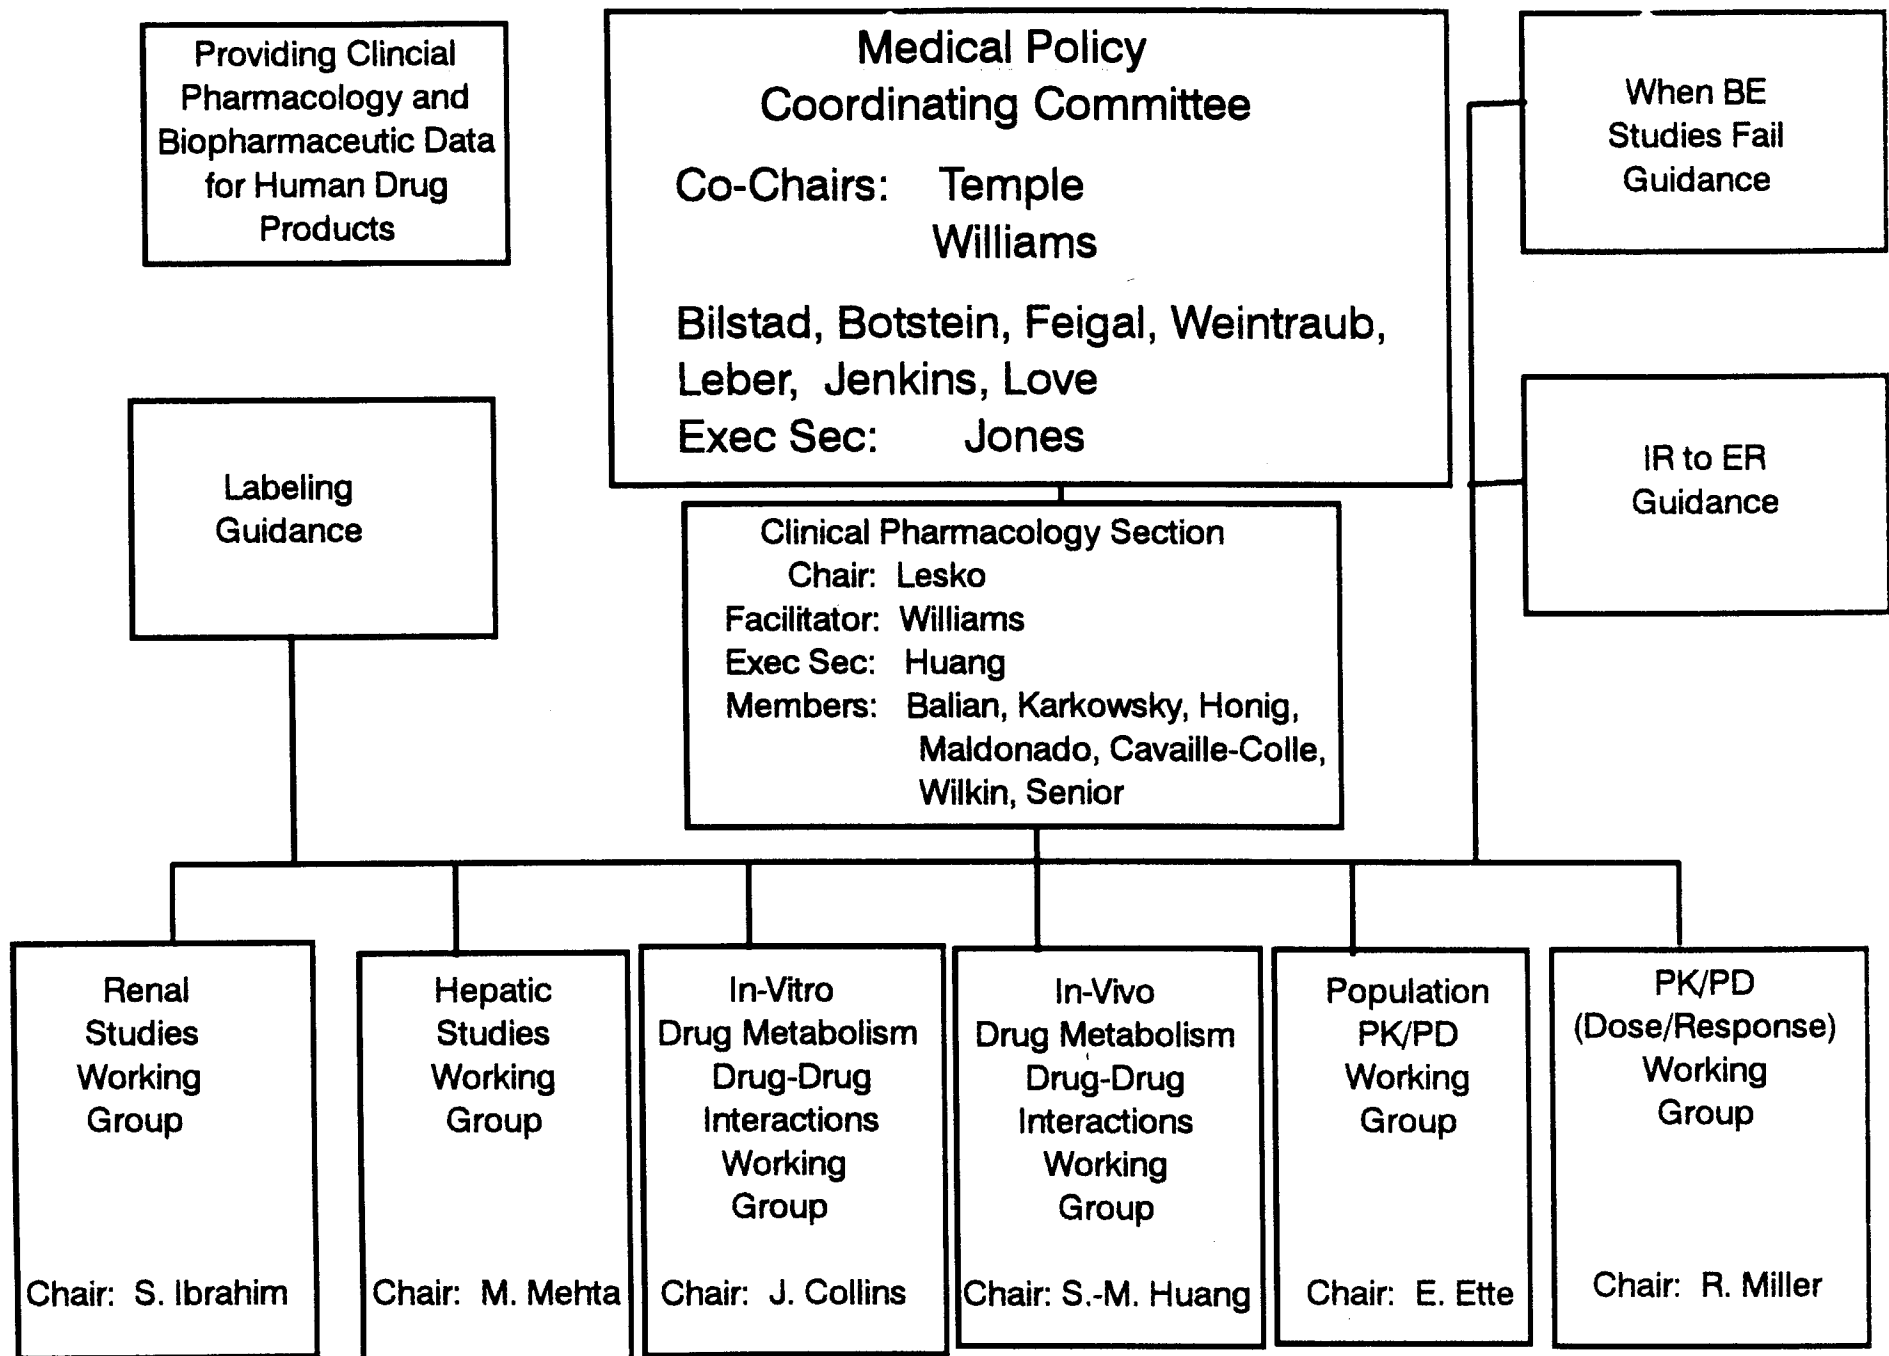 Providing Clincial
Pharmacology and
Biopharmaceutic Data
for Human Drug
Products
Medical Policy
Coordinating Committee
Co-Chairs: Temple
Williams
Bilstad, Botstein, Feigal, Weintraub,
Leber, Jenkins, Love
Exec Sec: Jones
When BE
Studies Fail
Guidance
Labeling
Guidance
IR to ER
Guidance
Clinical Pharmacology Section
Chair: Lesko
Facilitator: Williams
Exec Sec: Huang
Members: Balian, Karkowsky, Honig,
Maldonado, Cavaille-Colle,
Wilkin, Senior
Renal
Studies
Working
Group
Chair: S. Ibrahim
Hepatic
Studies
Working
Group
Chair: M. Mehta
In-Vitro
Drug Metabolism
Drug-Drug
Interactions
Working
Group
Chair: J. Collins
In-Vivo
Drug Metabolism
Drug-Drug
Interactions
Working
Group
Chair: S.-M. Huang
Population
PK/PD
Working
Group
Chair: E. Ette
PK/PD
(Dose/Response)
Working
Group
Chair: R. Miller